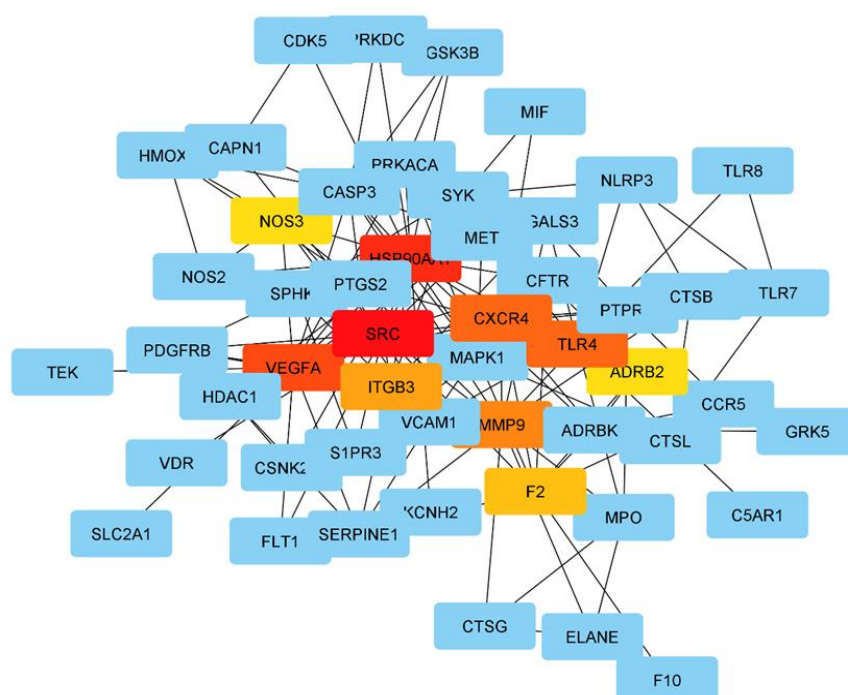 CDK5
PRKDC
GSK3B
MIF
HMOX
CAPN1
PRKACA
CASP3
SYK
NLRP3
TLR8
NOS3
MET
GALS3
HSP90AA1
NOS2
SPHK
PTGS2
CFTR
PTPR
CTSB
TLR7
CXCR4
SRC
TLR4
PDGFRB
MAPK1
TEK
VEGFA
ITGB3
ADRB2
HDAC1
CCR5
VCAM1
MMP9
ADRBK
CTSL
GRK5
VDR
CSNK2
S1PR3
F2
KCNH2
MPO
C5AR1
SLC2A1
FLT1
SERPINE1
CTSG
ELANE
F10